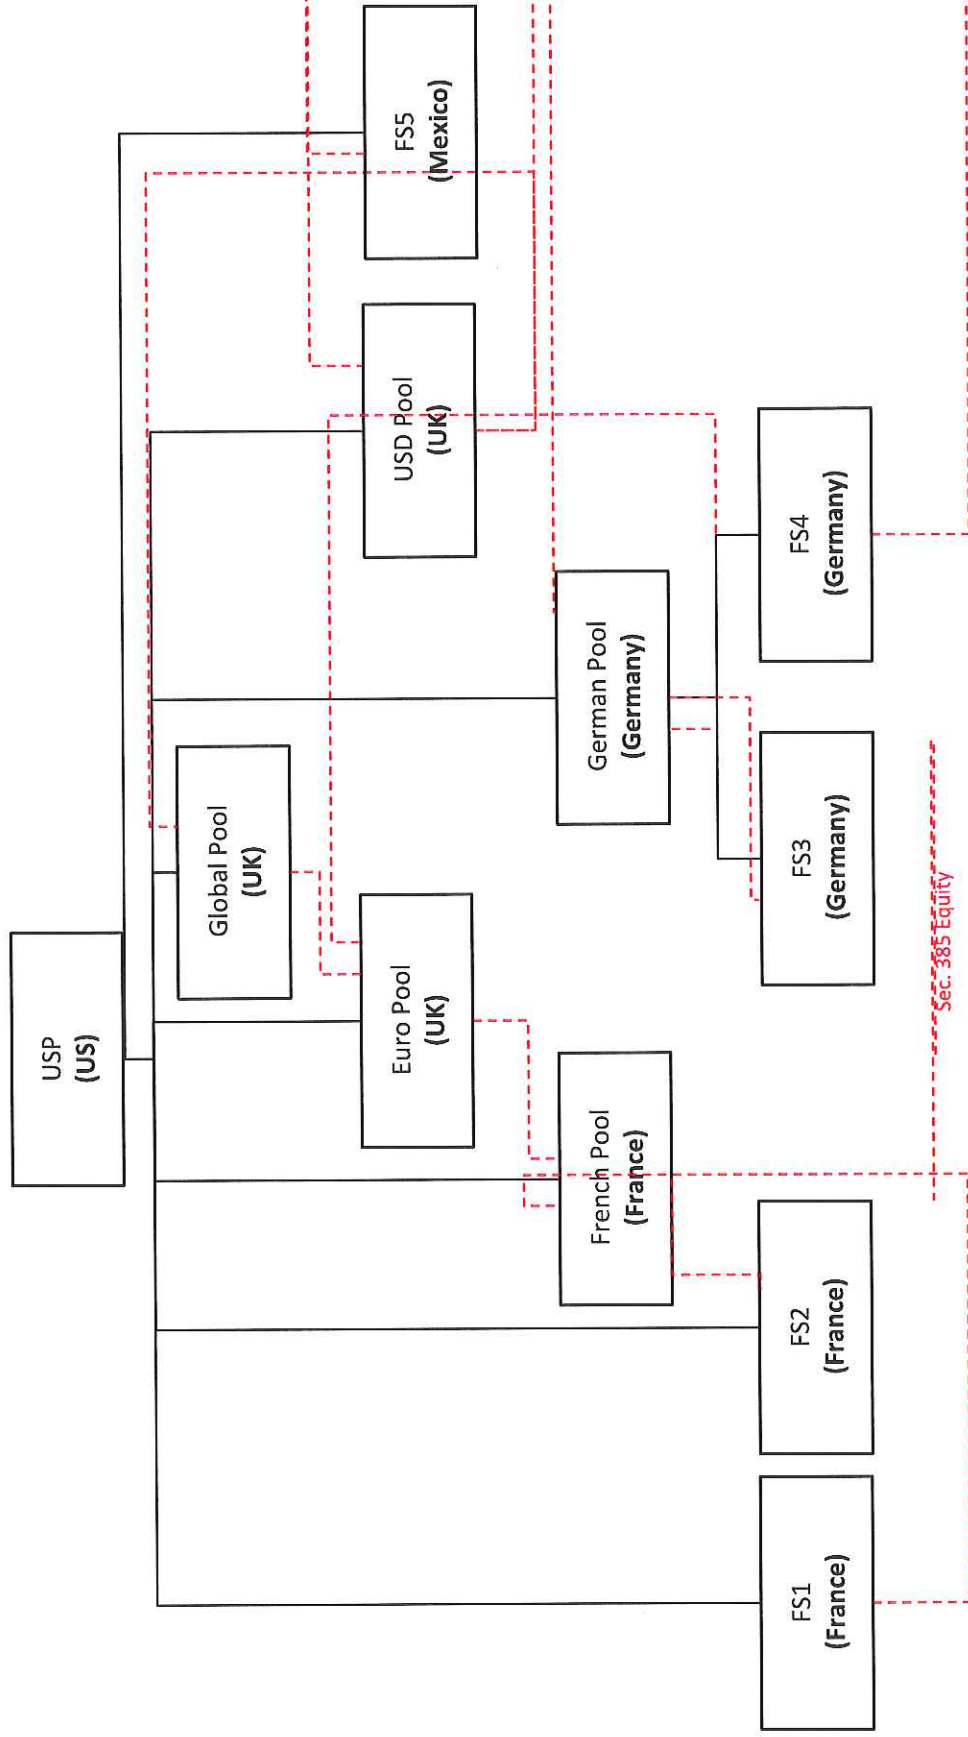 USP
(US)
Global Pool
(UK)
Euro Pool
(UK)
USD Pool
(UK)
FS5
(Mexico)
French Pool
(France)
German Pool
(Germany)
FS1
(France)
FS2
(France)
FS3
(Germany)
FS4
(Germany)
Sec. 385 Equity